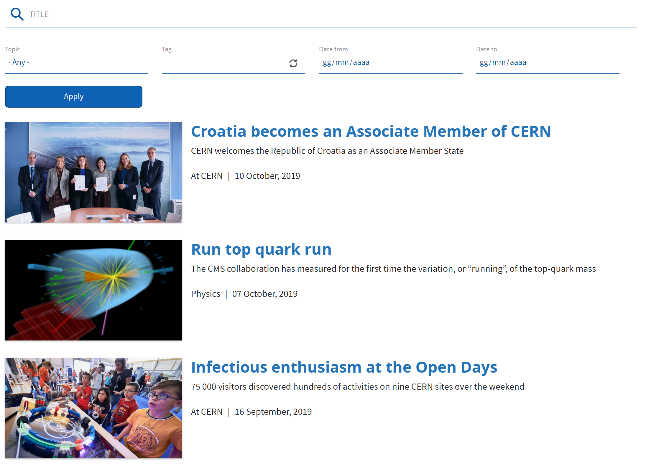 TITLE
Topic Tag Date from Date to
- Any - gg/mm/aaaa gg/mm/aaaa
Apply
Croatia becomes an Associate Member of CERN
CERN welcomes the Republic of Croatia as an Associate Member State
At CERN | 10 October, 2019
Run top quark run
The CMS collaboration has measured for the first time the variation, or “running”, of the top-quark mass
Physics | 07 October, 2019
Infectious enthusiasm at the Open Days
75 000 visitors discovered hundreds of activities on nine CERN sites over the weekend
At CERN | 16 September, 2019